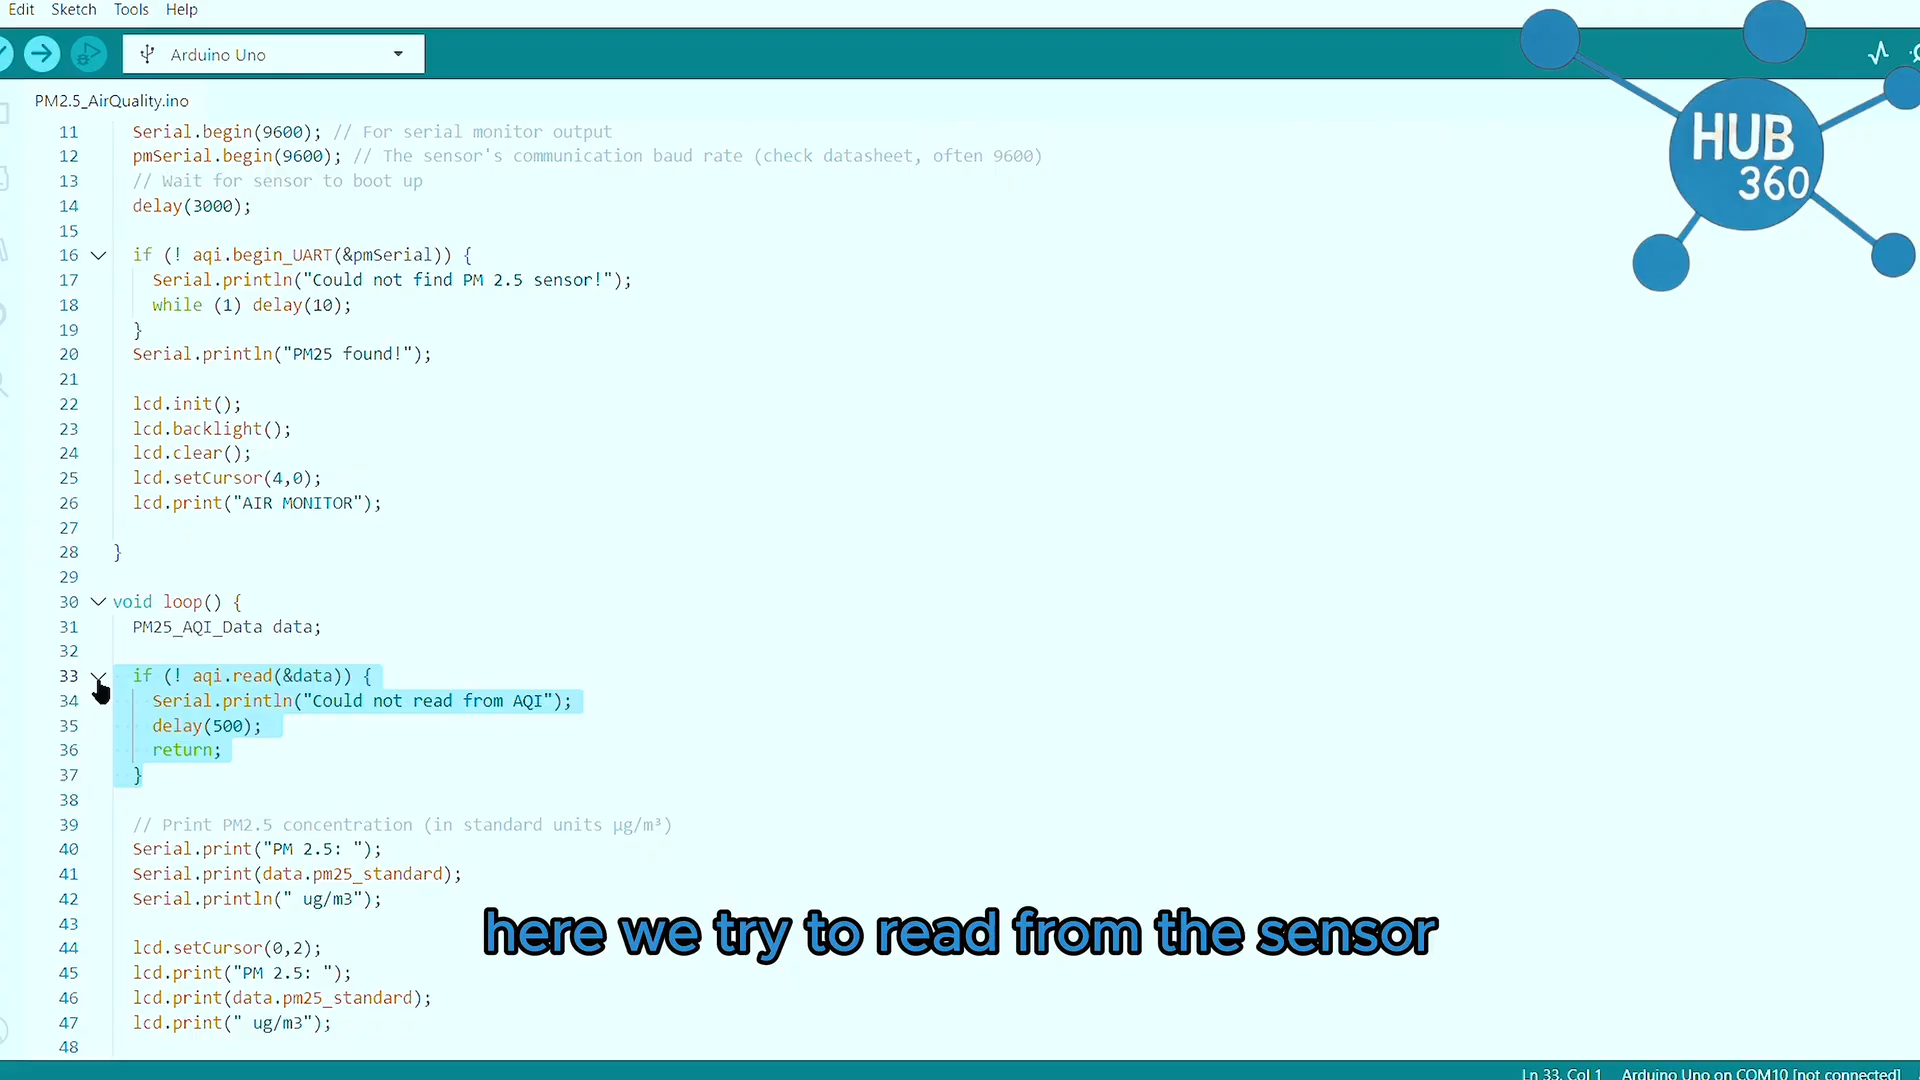 Edit Sketch Tools Help
Arduino Uno
HUB
360
PM2.5_AirQuality.ino
11 Serial.begin(9600); // For serial monitor output
12 pmSerial.begin(9600); // The sensor's communication baud rate (check datasheet, often 9600)
13 // Wait for sensor to boot up
14 delay(3000);
15
16 if (! aqi.begin_UART(&pmSerial)) {
17 Serial.println("Could not find PM 2.5 sensor!");
18 while (1) delay(10);
19 }
20 Serial.println("PM25 found!");
21
22 lcd.init();
23 lcd.backlight();
24 lcd.clear();
25 lcd.setCursor(4,0);
26 lcd.print("AIR MONITOR");
27
28 }
29
30 void loop() {
31 PM25_AQI_Data data;
32
33 if (! aqi.read(&data)) {
34 Serial.println("Could not read from AQI");
35 delay(500);
36 return;
37 }
38
39 // Print PM2.5 concentration (in standard units µg/m³)
40 Serial.print("PM 2.5: ");
41 Serial.print(data.pm25_standard);
42 Serial.println(" ug/m3");
43
44 lcd.setCursor(0,2);
45 lcd.print("PM 2.5: ");
46 lcd.print(data.pm25_standard);
47 lcd.print(" ug/m3");
48
here we try to read from the sensor
Ln 33, Col 1 Arduino Uno on COM10 [not connected]